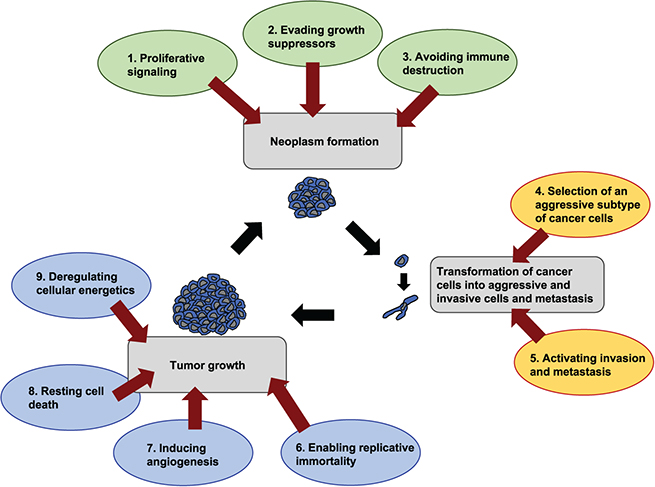 1. Proliferative
signaling
2. Evading growth
suppressors
3. Avoiding immune
destruction
Neoplasm formation
4. Selection of an
aggressive subtype
of cancer cells
Transformation of cancer
cells into aggressive and
invasive cells and metastasis
5. Activating invasion
and metastasis
9. Deregulating
cellular energetics
Tumor growth
8. Resting cell
death
7. Inducing
angiogenesis
6. Enabling replicative
immortality